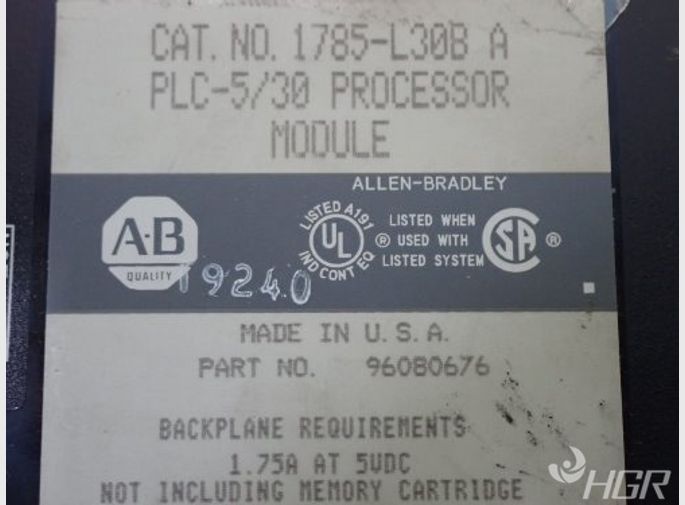 CAT. NO. 1785-L30B A
PLC-5/30 PROCESSOR
MODULE
ALLEN-BRADLEY
A·B
QUALITY
LISTED A191
UL
IND CONT EQ
®
LISTED WHEN
USED WITH
LISTED SYSTEM
SA
®
19240
MADE IN U.S.A.
PART NO. 96080676
BACKPLANE REQUIREMENTS
1.75A AT 5VDC
NOT INCLUDING MEMORY CARTRIDGE
HGR